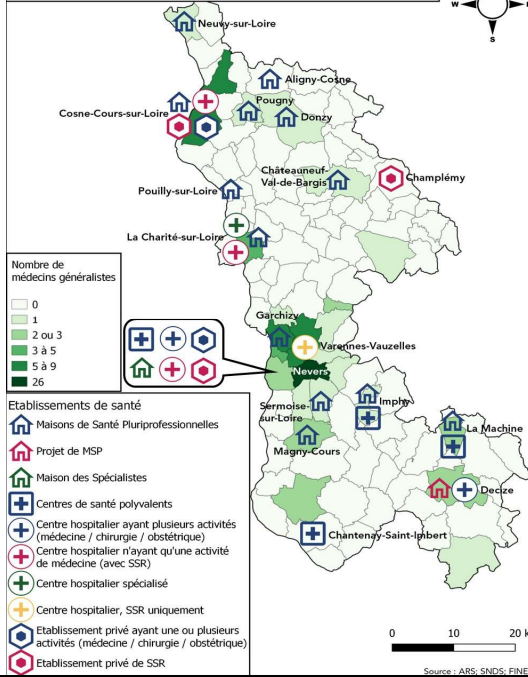 W
S
Neuvy-sur-Loire
Aligny-Cosne
Pougny
Cosne-Cours-sur-Loire
Donzy
Châteauneuf-
Val-de-Bargis
Champlémy
Pouilly-sur-Loire
La Charité-sur-Loire
Nombre de
médecins généralistes
0
1
2 ou 3
3 à 5
5 à 9
26
Garchizy
Varennes-Vauzelles
Nevers
Sermoise-
sur-Loire
Imphy
La Machine
Magny-Cours
Decize
Chantenay-Saint-Imbert
Etablissements de santé
Maisons de Santé Pluriprofessionnelles
Projet de MSP
Maison des Spécialistes
Centres de santé polyvalents
Centre hospitalier ayant plusieurs activités
(médecine / chirurgie / obstétrique)
Centre hospitalier n'ayant qu'une activité
de médecine (avec SSR)
Centre hospitalier spécialisé
Centre hospitalier, SSR uniquement
Etablissement privé ayant une ou plusieurs
activités (médecine / chirurgie / obstétrique)
Etablissement privé de SSR
0 10 20 k
Source : ARS; SNDS; FINE